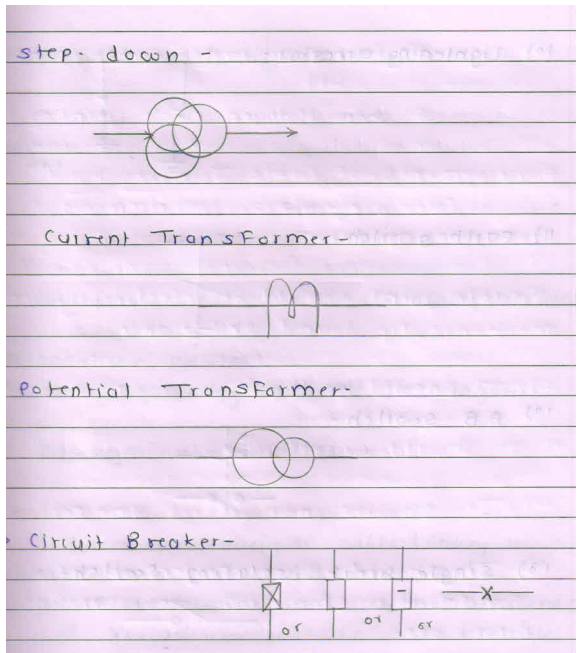 step. down -
Current TransFormer-
Potential TransFormer-
Circuit Breaker-
or or or